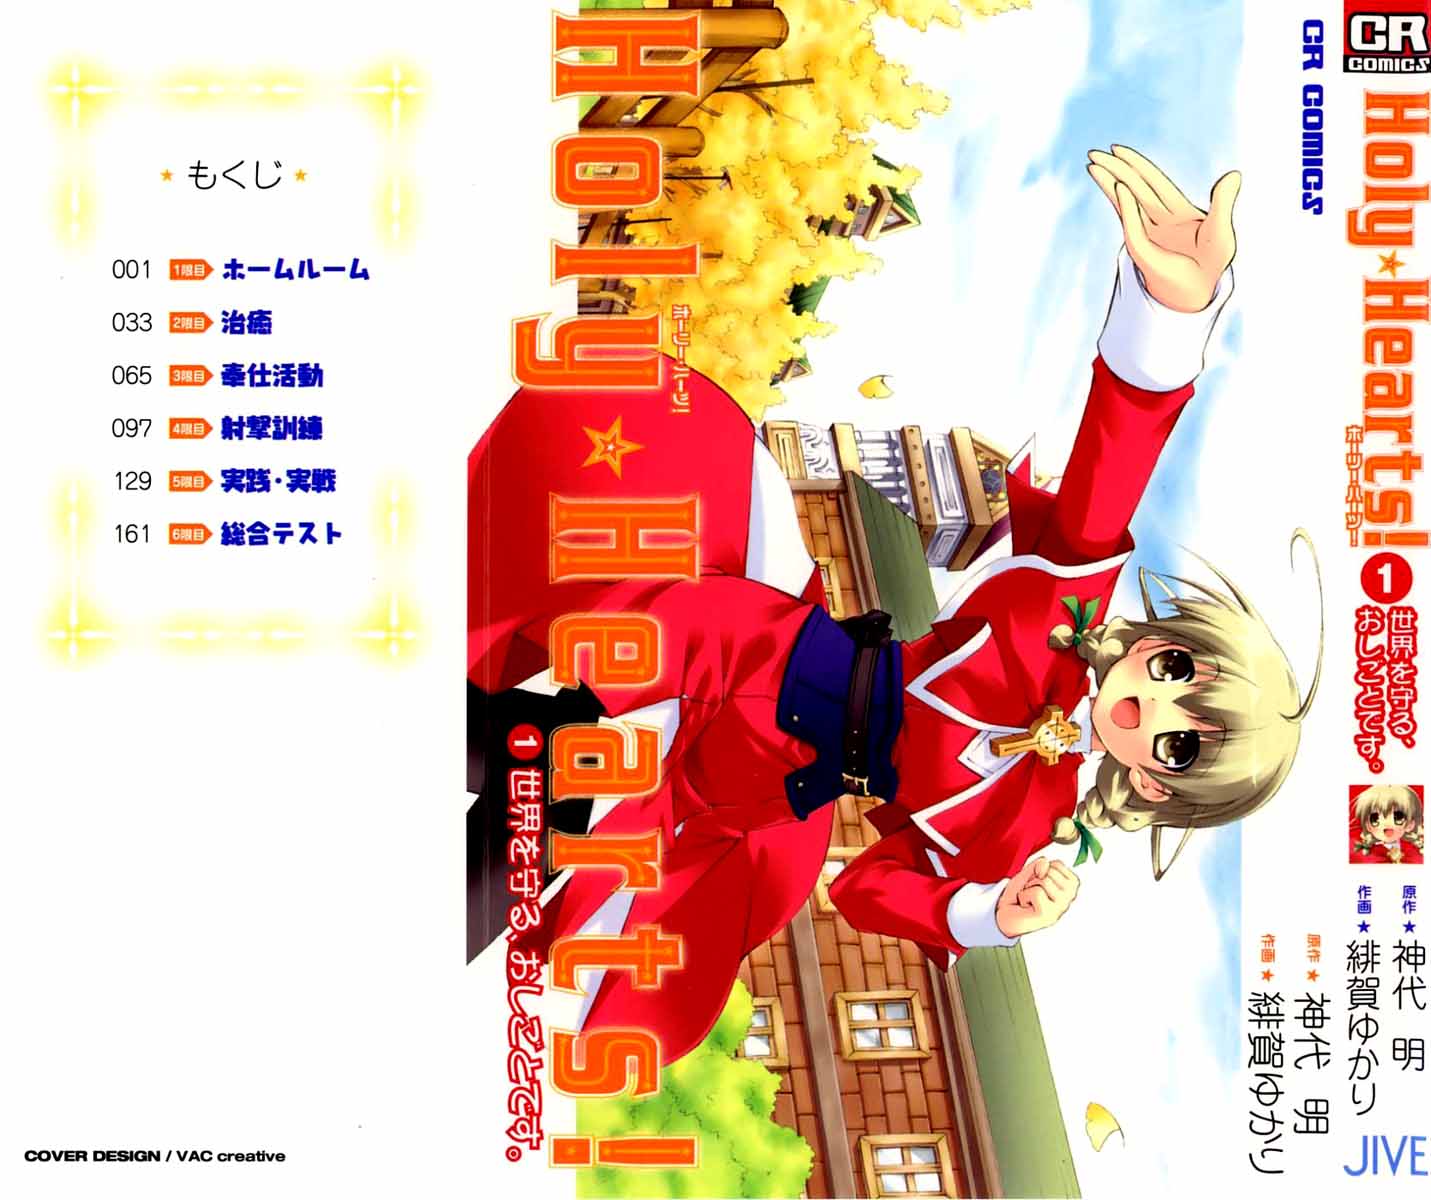 もくじ
001 1限目 ホームルーム
033 2限目 治癒
065 3限目 奉仕活動
097 4限目 射撃訓練
129 5限目 実践・実戦
161 6限目 総合テスト
COVER DESIGN / VAC creative
Holy★Hearts!
ホーリーハーツ!
1 世界を守る、おしごとです。
CR COMICS
原作★神代 明
作画★緋賀ゆかり
CR COMICS
Holy★Hearts!
ホーリーハーツ!
1
世界を守る、
おしごとです。
原作★神代 明
作画★緋賀ゆかり
JIVE